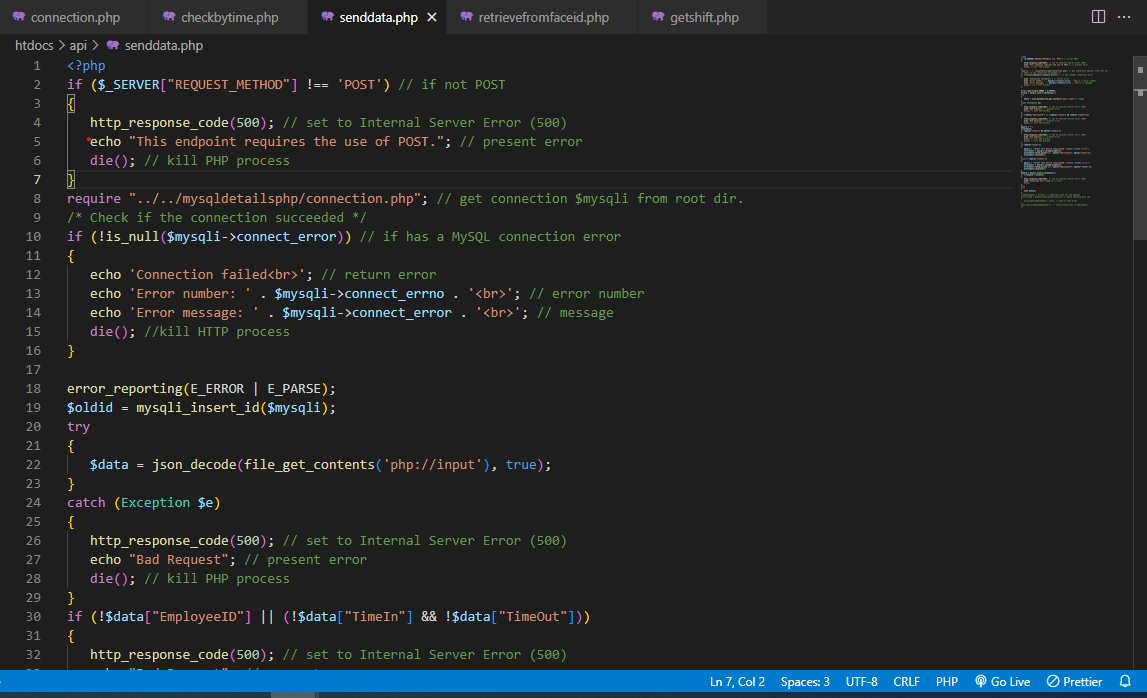 connection.php checkbytime.php senddata.php retrievefromfaceid.php getshift.php
htdocs > api > senddata.php
1 <?php
2 if ($_SERVER["REQUEST_METHOD"] !== 'POST') // if not POST
3 {
4 http_response_code(500); // set to Internal Server Error (500)
5 echo "This endpoint requires the use of POST."; // present error
6 die(); // kill PHP process
7 }
8 require "../../mysqldetailsphp/connection.php"; // get connection $mysqli from root dir.
9 /* Check if the connection succeeded */
10 if (!is_null($mysqli->connect_error)) // if has a MySQL connection error
11 {
12 echo 'Connection failed<br>'; // return error
13 echo 'Error number: ' . $mysqli->connect_errno . '<br>'; // error number
14 echo 'Error message: ' . $mysqli->connect_error . '<br>'; // message
15 die(); //kill HTTP process
16 }
17
18 error_reporting(E_ERROR | E_PARSE);
19 $oldid = mysqli_insert_id($mysqli);
20 try
21 {
22 $data = json_decode(file_get_contents('php://input'), true);
23 }
24 catch (Exception $e)
25 {
26 http_response_code(500); // set to Internal Server Error (500)
27 echo "Bad Request"; // present error
28 die(); // kill PHP process
29 }
30 if (!$data["EmployeeID"] || (!$data["TimeIn"] && !$data["TimeOut"]))
31 {
32 http_response_code(500); // set to Internal Server Error (500)
Ln 7, Col 2 Spaces: 3 UTF-8 CRLF PHP Go Live Prettier